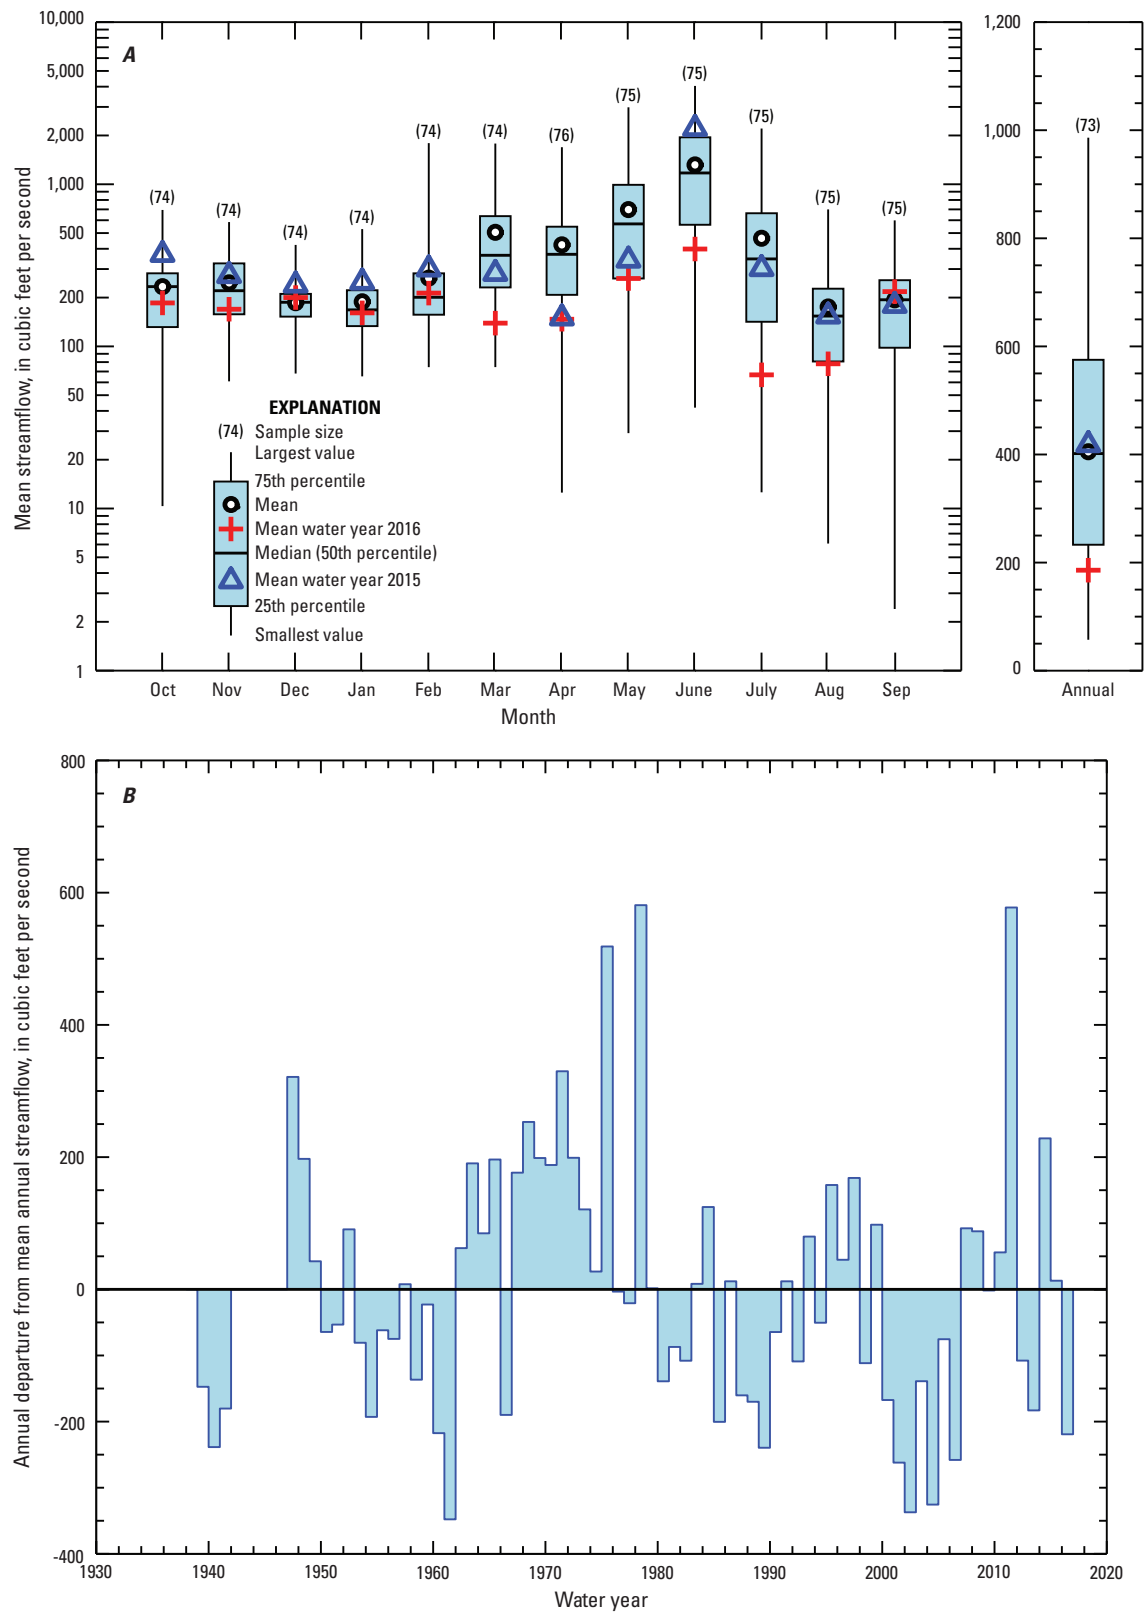 A
Mean streamflow, in cubic feet per second
10,000
5,000
2,000
1,000
500
200
100
50
20
10
5
2
1
(74)
(74)
(74)
(74)
(74)
(74)
(76)
(75)
(75)
(75)
(75)
(75)
EXPLANATION
(74) Sample size
Largest value
75th percentile
Mean
Mean water year 2016
Median (50th percentile)
Mean water year 2015
25th percentile
Smallest value
Oct Nov Dec Jan Feb Mar Apr May June July Aug Sep
Month
1,200
1,000
800
600
400
200
0
(73)
Annual
B
Annual departure from mean annual streamflow, in cubic feet per second
800
600
400
200
0
-200
-400
1930 1940 1950 1960 1970 1980 1990 2000 2010 2020
Water year